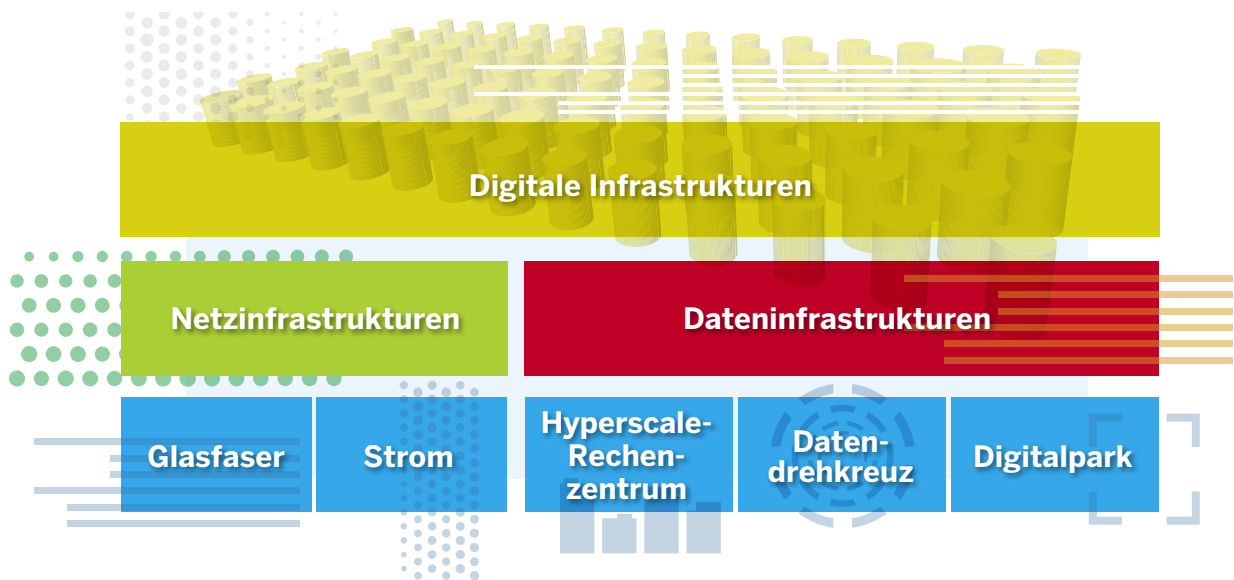 Digitale Infrastrukturen
Netzinfrastrukturen
Dateninfrastrukturen
Glasfaser
Strom
Hyperscale-
Rechen-
zentrum
Daten-
drehkreuz
Digitalpark